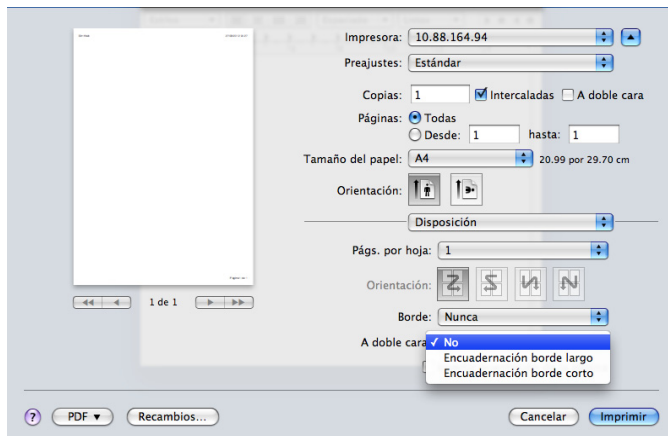 Impresora: 10.88.164.94
Preajustes: Estándar
Copias: 1 Intercaladas A doble cara
Páginas: Todas
Desde: 1 hasta: 1
Tamaño del papel: A4 20.99 por 29.70 cm
Orientación:
Disposición
Págs. por hoja: 1
Orientación:
1 de 1
Borde: Nunca
A doble cara No
Encuadernación borde largo
Encuadernación borde corto
? PDF Recambios... Cancelar Imprimir